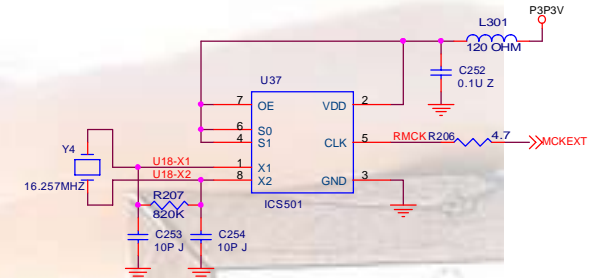 P3P3V
L301
120 OHM
C252
0.1U Z
U37
7 OE VDD 2
6 S0
4 S1 CLK 5 RMCK R206 4.7 MCKEXT
Y4
U18-X1 1 X1
U18-X2 8 X2 GND 3
16.257MHZ
R207
820K
ICS501
C253
10P J
C254
10P J